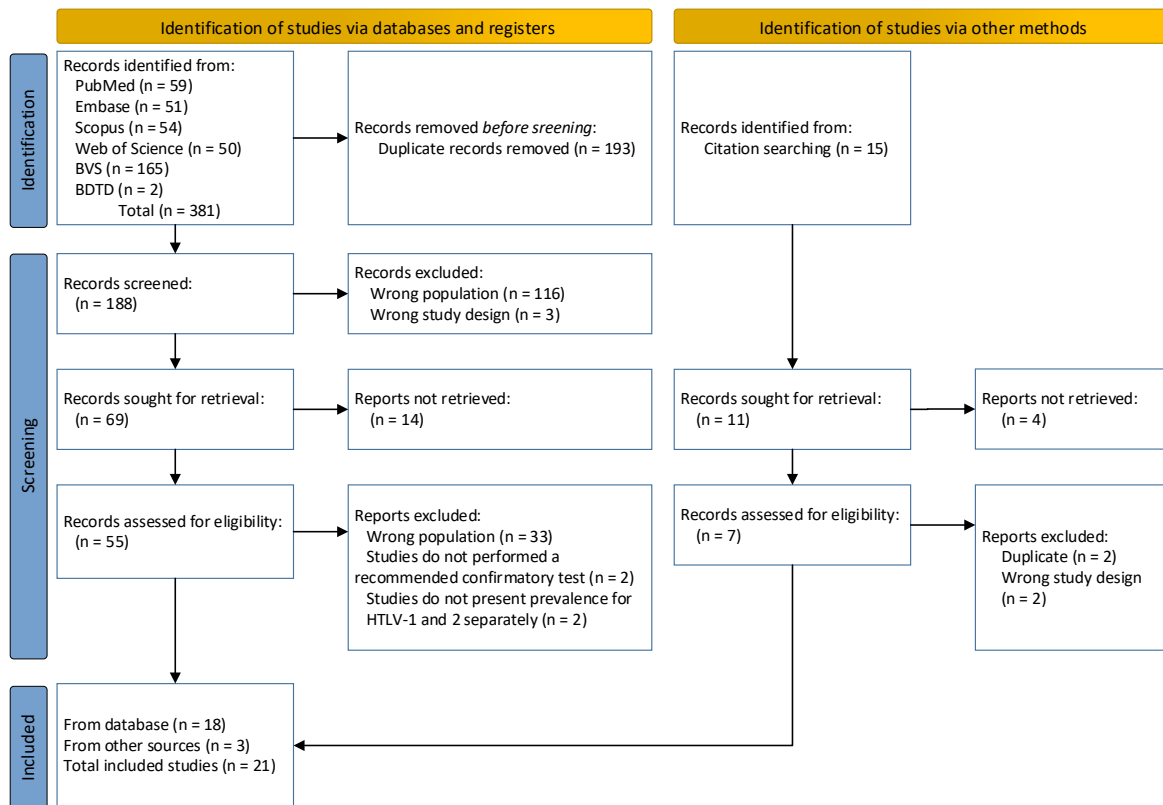 Identification of studies via databases and registers
Identification of studies via other methods
Identification
Records identified from:
PubMed (n = 59)
Embase (n = 51)
Scopus (n = 54)
Web of Science (n = 50)
BVS (n = 165)
BDTD (n = 2)
Total (n = 381)
Records removed before sreening:
Duplicate records removed (n = 193)
Records identified from:
Citation searching (n = 15)
Screening
Records screened:
(n = 188)
Records excluded:
Wrong population (n = 116)
Wrong study design (n = 3)
Records sought for retrieval:
(n = 69)
Reports not retrieved:
(n = 14)
Records sought for retrieval:
(n = 11)
Reports not retrieved:
(n = 4)
Records assessed for eligibility:
(n = 55)
Reports excluded:
Wrong population (n = 33)
Studies do not performed a
recommended confirmatory test (n = 2)
Studies do not present prevalence for
HTLV-1 and 2 separately (n = 2)
Records assessed for eligibility:
(n = 7)
Reports excluded:
Duplicate (n = 2)
Wrong study design
(n = 2)
Included
From database (n = 18)
From other sources (n = 3)
Total included studies (n = 21)